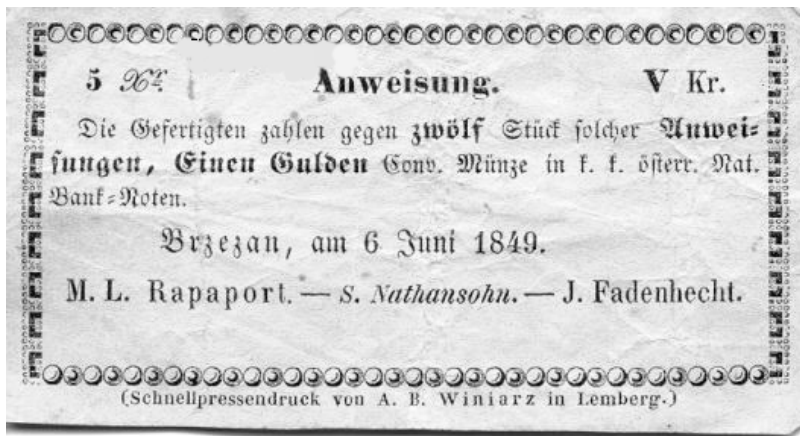 5 Xr. Anweisung. V Kr.
Die Gefertigten zahlen gegen zwölf Stück solcher Anwei-
sungen, Einen Gulden Conv. Münze in k. k. österr. Nat.
Bank-Noten.
Brzezan, am 6 Juni 1849.
M. L. Rapaport. — S. Nathansohn. — J. Fadenhecht.
(Schnellpressendruck von A. B. Winiarz in Lemberg.)